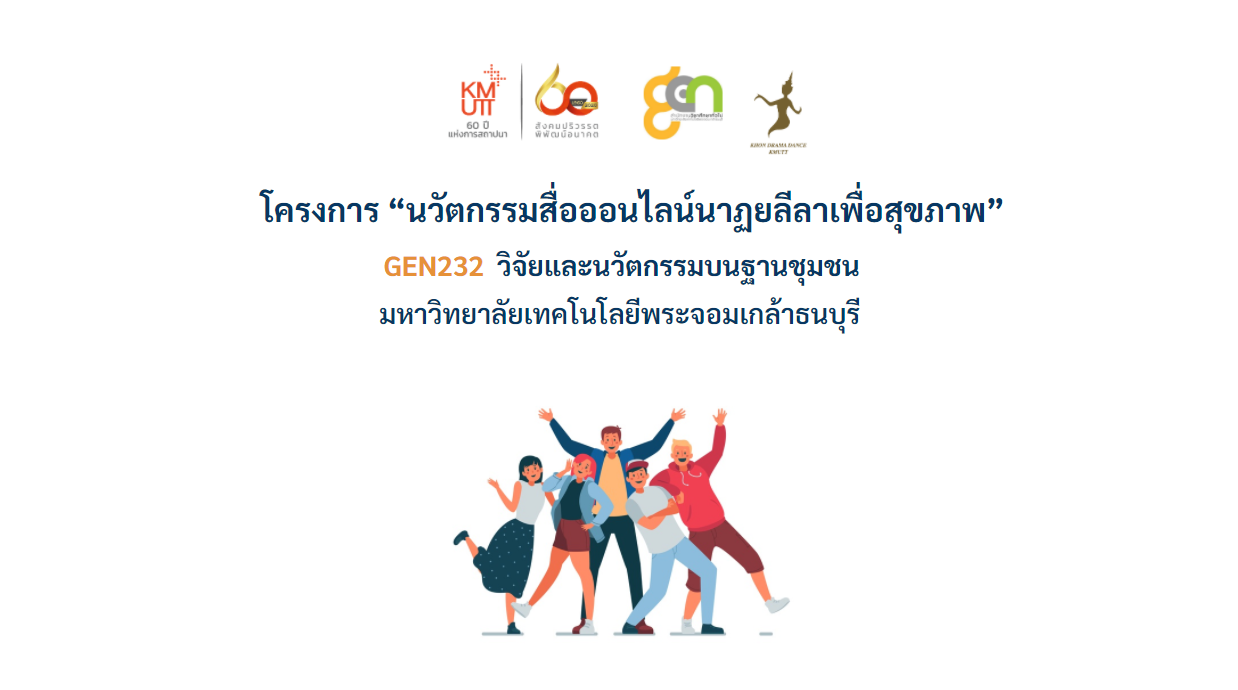 KM
UTT
60 ปี
แห่งการสถาปนา
60
สังคมปริวรรต
พิพัฒน์อนาคต
gen
KHON DRAMA DANCE
KMUTT
โครงการ “นวัตกรรมสื่อออนไลน์นาฏยลีลาเพื่อสุขภาพ”
GEN232 วิจัยและนวัตกรรมบนฐานชุมชน
มหาวิทยาลัยเทคโนโลยีพระจอมเกล้าธนบุรี